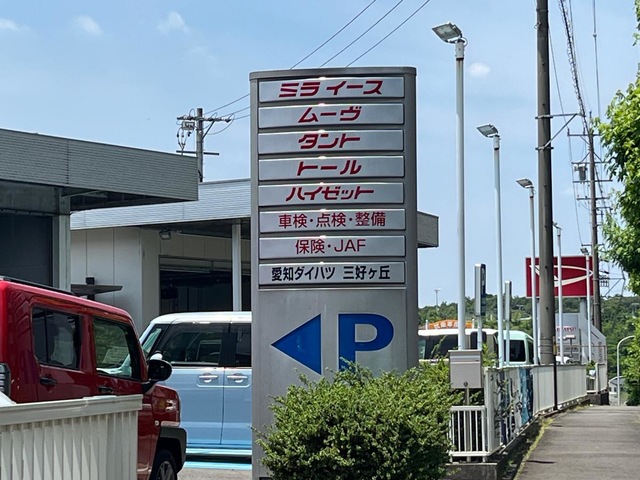 ミラ イース
ムーヴ
タント
トール
ハイゼット
車検・点検・整備
保険・JAF
愛知ダイハツ 三好ヶ丘
P